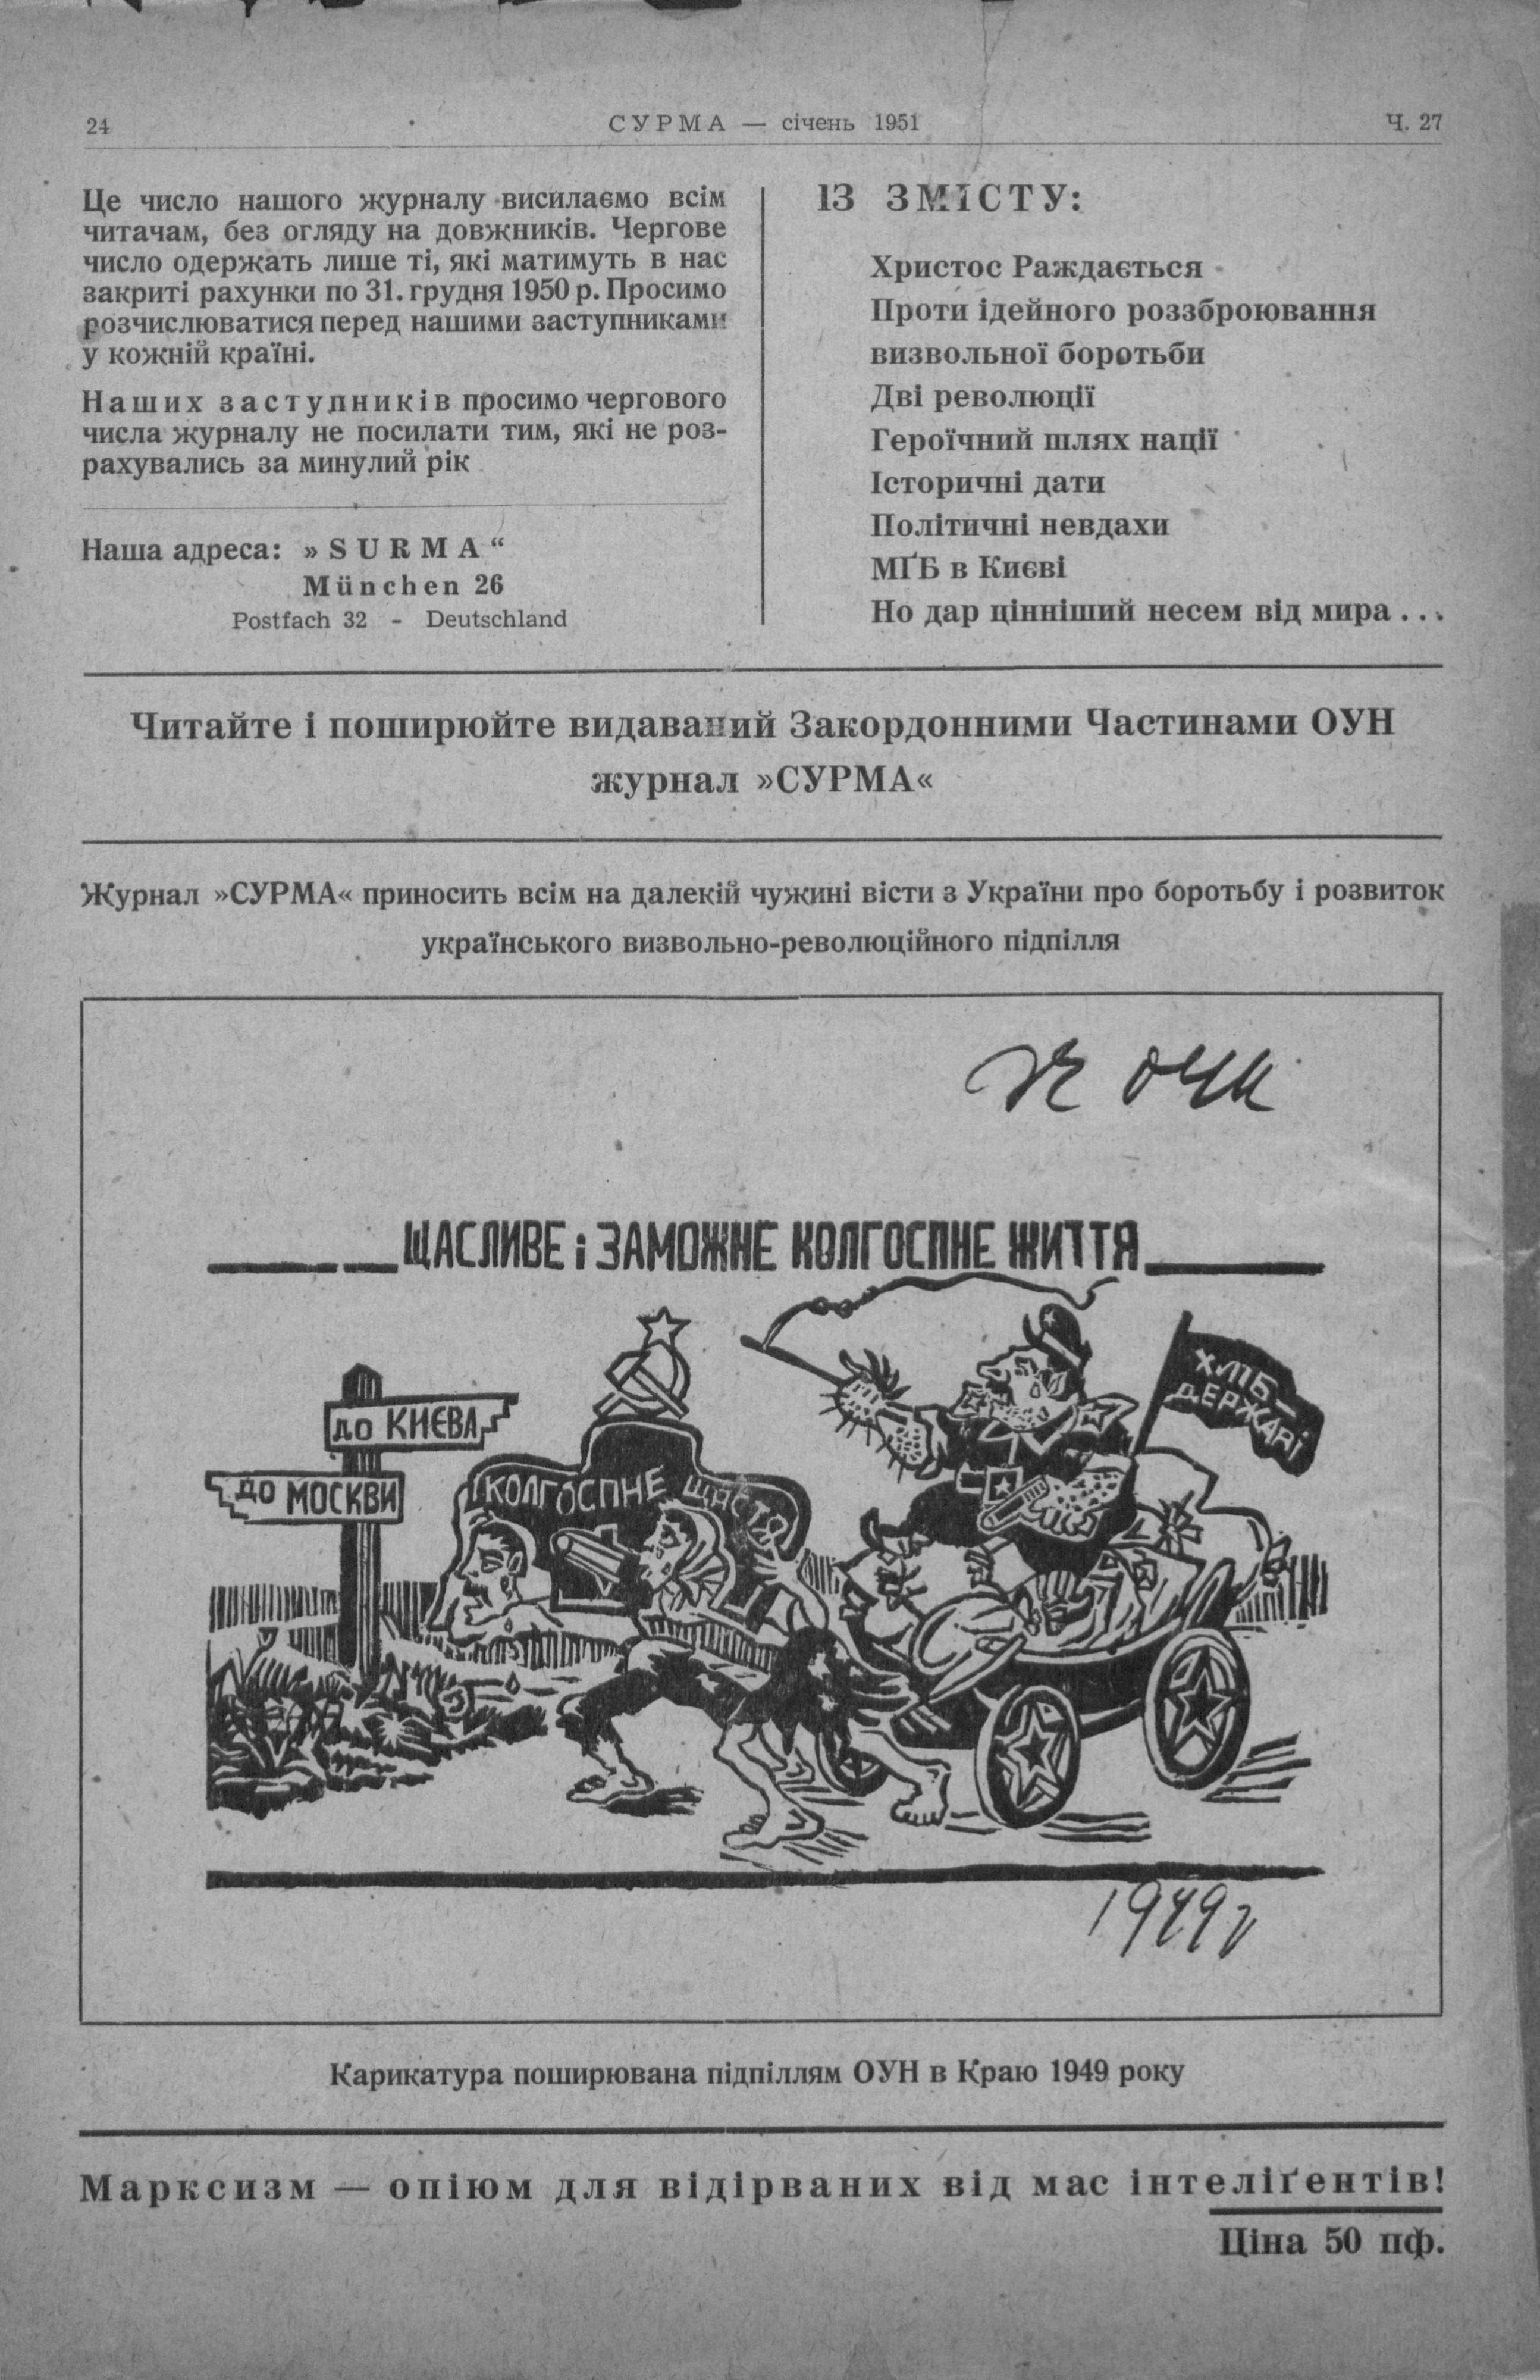 24
СУРМА — січень 1951
Ч. 27
Це число нашого журналу висилаємо всім
читачам, без огляду на довжників. Чергове
число одержать лише ті, які матимуть в нас
закриті рахунки по 31. грудня 1950 р. Просимо
розчислюватися перед нашими заступниками
у кожній країні.
Наших заступників просимо чергового
числа журналу не посилати тим, які не роз-
рахувались за минулий рік
Наша адреса: »SURMA“
München 26
Postfach 32 - Deutschland
ІЗ ЗМІСТУ:
Христос Раждається
Проти ідейного роззброювання
визвольної боротьби
Дві революції
Героїчний шлях нації
Історичні дати
Політичні невдахи
МҐБ в Києві
Но дар цінніший несем від мира ...
Читайте і поширюйте видаваний Закордонними Частинами ОУН
журнал »СУРМА«
Журнал »СУРМА« приносить всім на далекій чужині вісти з України про боротьбу і розвиток
українського визвольно-революційного підпілля
ЩАСЛИВЕ і ЗАМОЖНЕ КОЛГОСПНЕ ЖИТТЯ
ХЛІБ
ДЕРЖАВІ
ДО КИЄВА
ДО МОСКВИ
КОЛГОСПНЕ ЩАСТЯ
1949 г
Карикатура поширювана підпіллям ОУН в Краю 1949 року
Марксизм — опіюм для відірваних від мас інтеліґентів!
Ціна 50 пф.